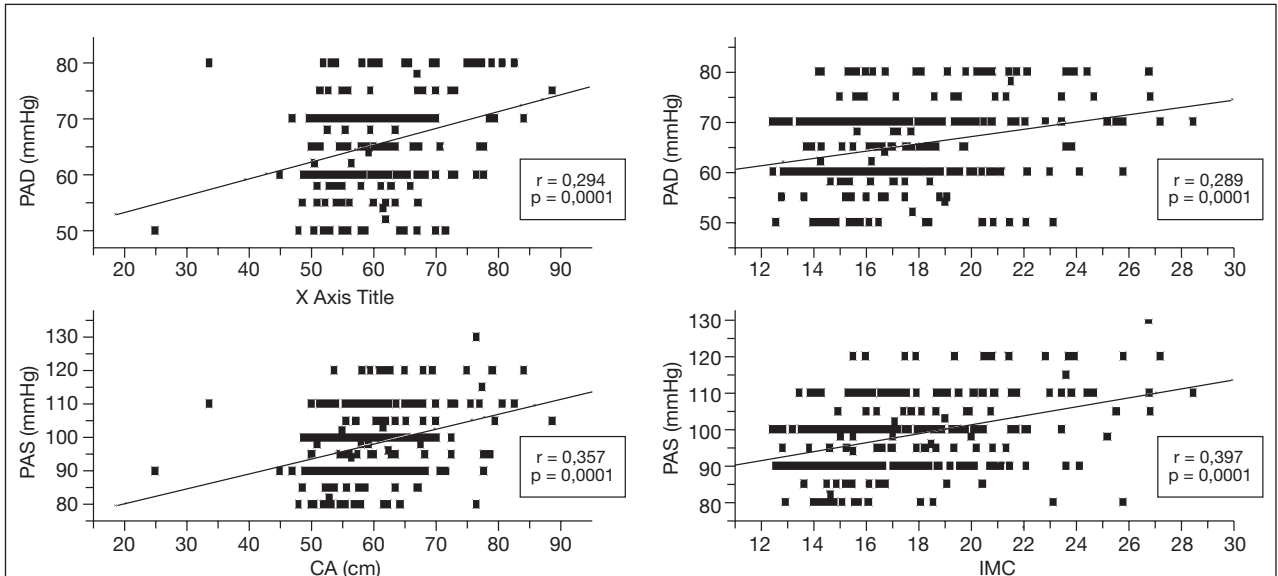 PAD (mmHg)
80
70
60
50
r = 0,294
p = 0,0001
20 30 40 50 60 70 80 90
X Axis Title
PAD (mmHg)
80
70
60
50
r = 0,289
p = 0,0001
12 14 16 18 20 22 24 26 28 30
PAS (mmHg)
130
120
110
100
90
80
r = 0,357
p = 0,0001
20 30 40 50 60 70 80 90
CA (cm)
PAS (mmHg)
130
120
110
100
90
80
r = 0,397
p = 0,0001
12 14 16 18 20 22 24 26 28 30
IMC